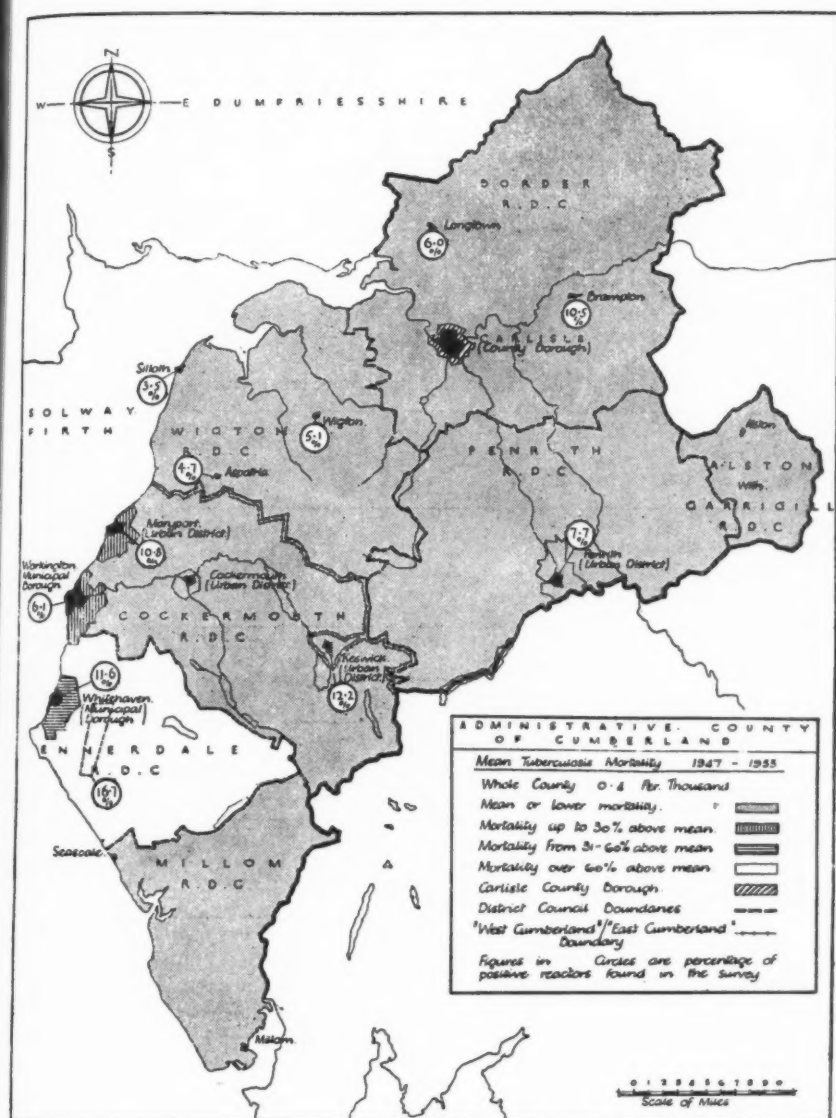 N
W
E
S
DUMFRIESSHIRE
BORDER
R.D.C
Longtown
6·0
%
Brampton
10·5
%
CARLISLE
(County Borough)
Silloth
3·5
%
SOLWAY
FIRTH
WIGTON
R.D.C
Wigton
5·1
%
4·7
%
Aspatria
PENRITH
R.D.C
Alston
ALSTON
With
GARRIGILL
R.D.C
Maryport
(Urban District)
10·8
%
7·7
%
Penrith
(Urban District)
Workington
Municipal
Borough
6·1
%
Cockermouth
(Urban District)
COCKERMOUTH
R.D.C
Keswick
(Urban
District)
12·2
%
11·6
%
Whitehaven
(Municipal
Borough)
ENNERDALE
R.D.C
16·7
%
Seascale
MILLOM
R.D.C
Millom
ADMINISTRATIVE COUNTY
OF CUMBERLAND
Mean Tuberculosis Mortality 1947 - 1953
Whole County 0·4 Per. Thousand
Mean or lower mortality.
Mortality up to 30% above mean
Mortality from 31-60% above mean
Mortality over 60% above mean
Carlisle County Borough
District Council Boundaries
"West Cumberland"/"East Cumberland"
Boundary
Figures in Circles are percentage of
positive reactors found in the survey
0 1 2 3 4 5 6 7 8 9 0
Scale of Miles